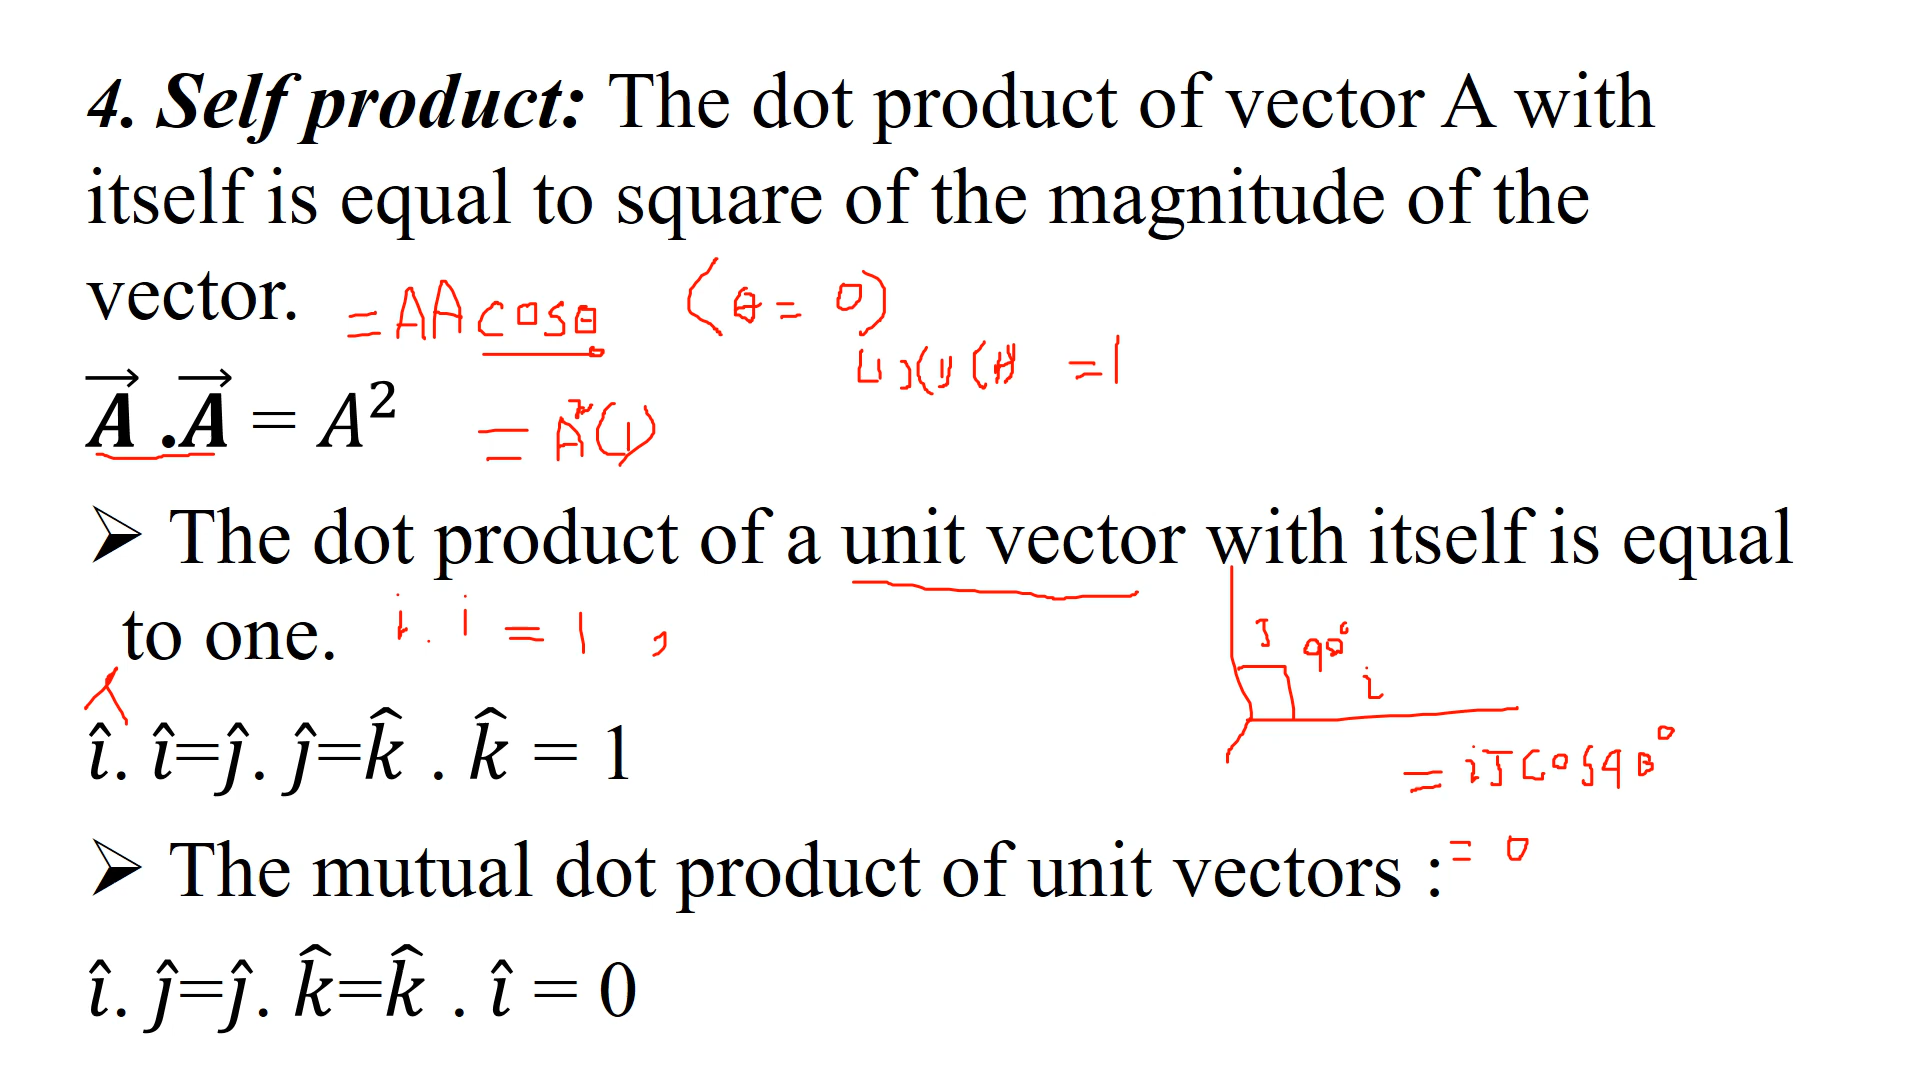 4. Self product: The dot product of vector A with
itself is equal to square of the magnitude of the
vector.
= AA cosθ (θ = 0)
= 1
A⃗ .A⃗ = A²
= A²(1)
➢ The dot product of a unit vector with itself is equal
to one.
i . i = 1 ,
J 90°
i
î. î=ĵ. ĵ=k̂ . k̂ = 1
= iJ cos90°
➢ The mutual dot product of unit vectors :
= 0
î. ĵ=ĵ. k̂=k̂ . î = 0